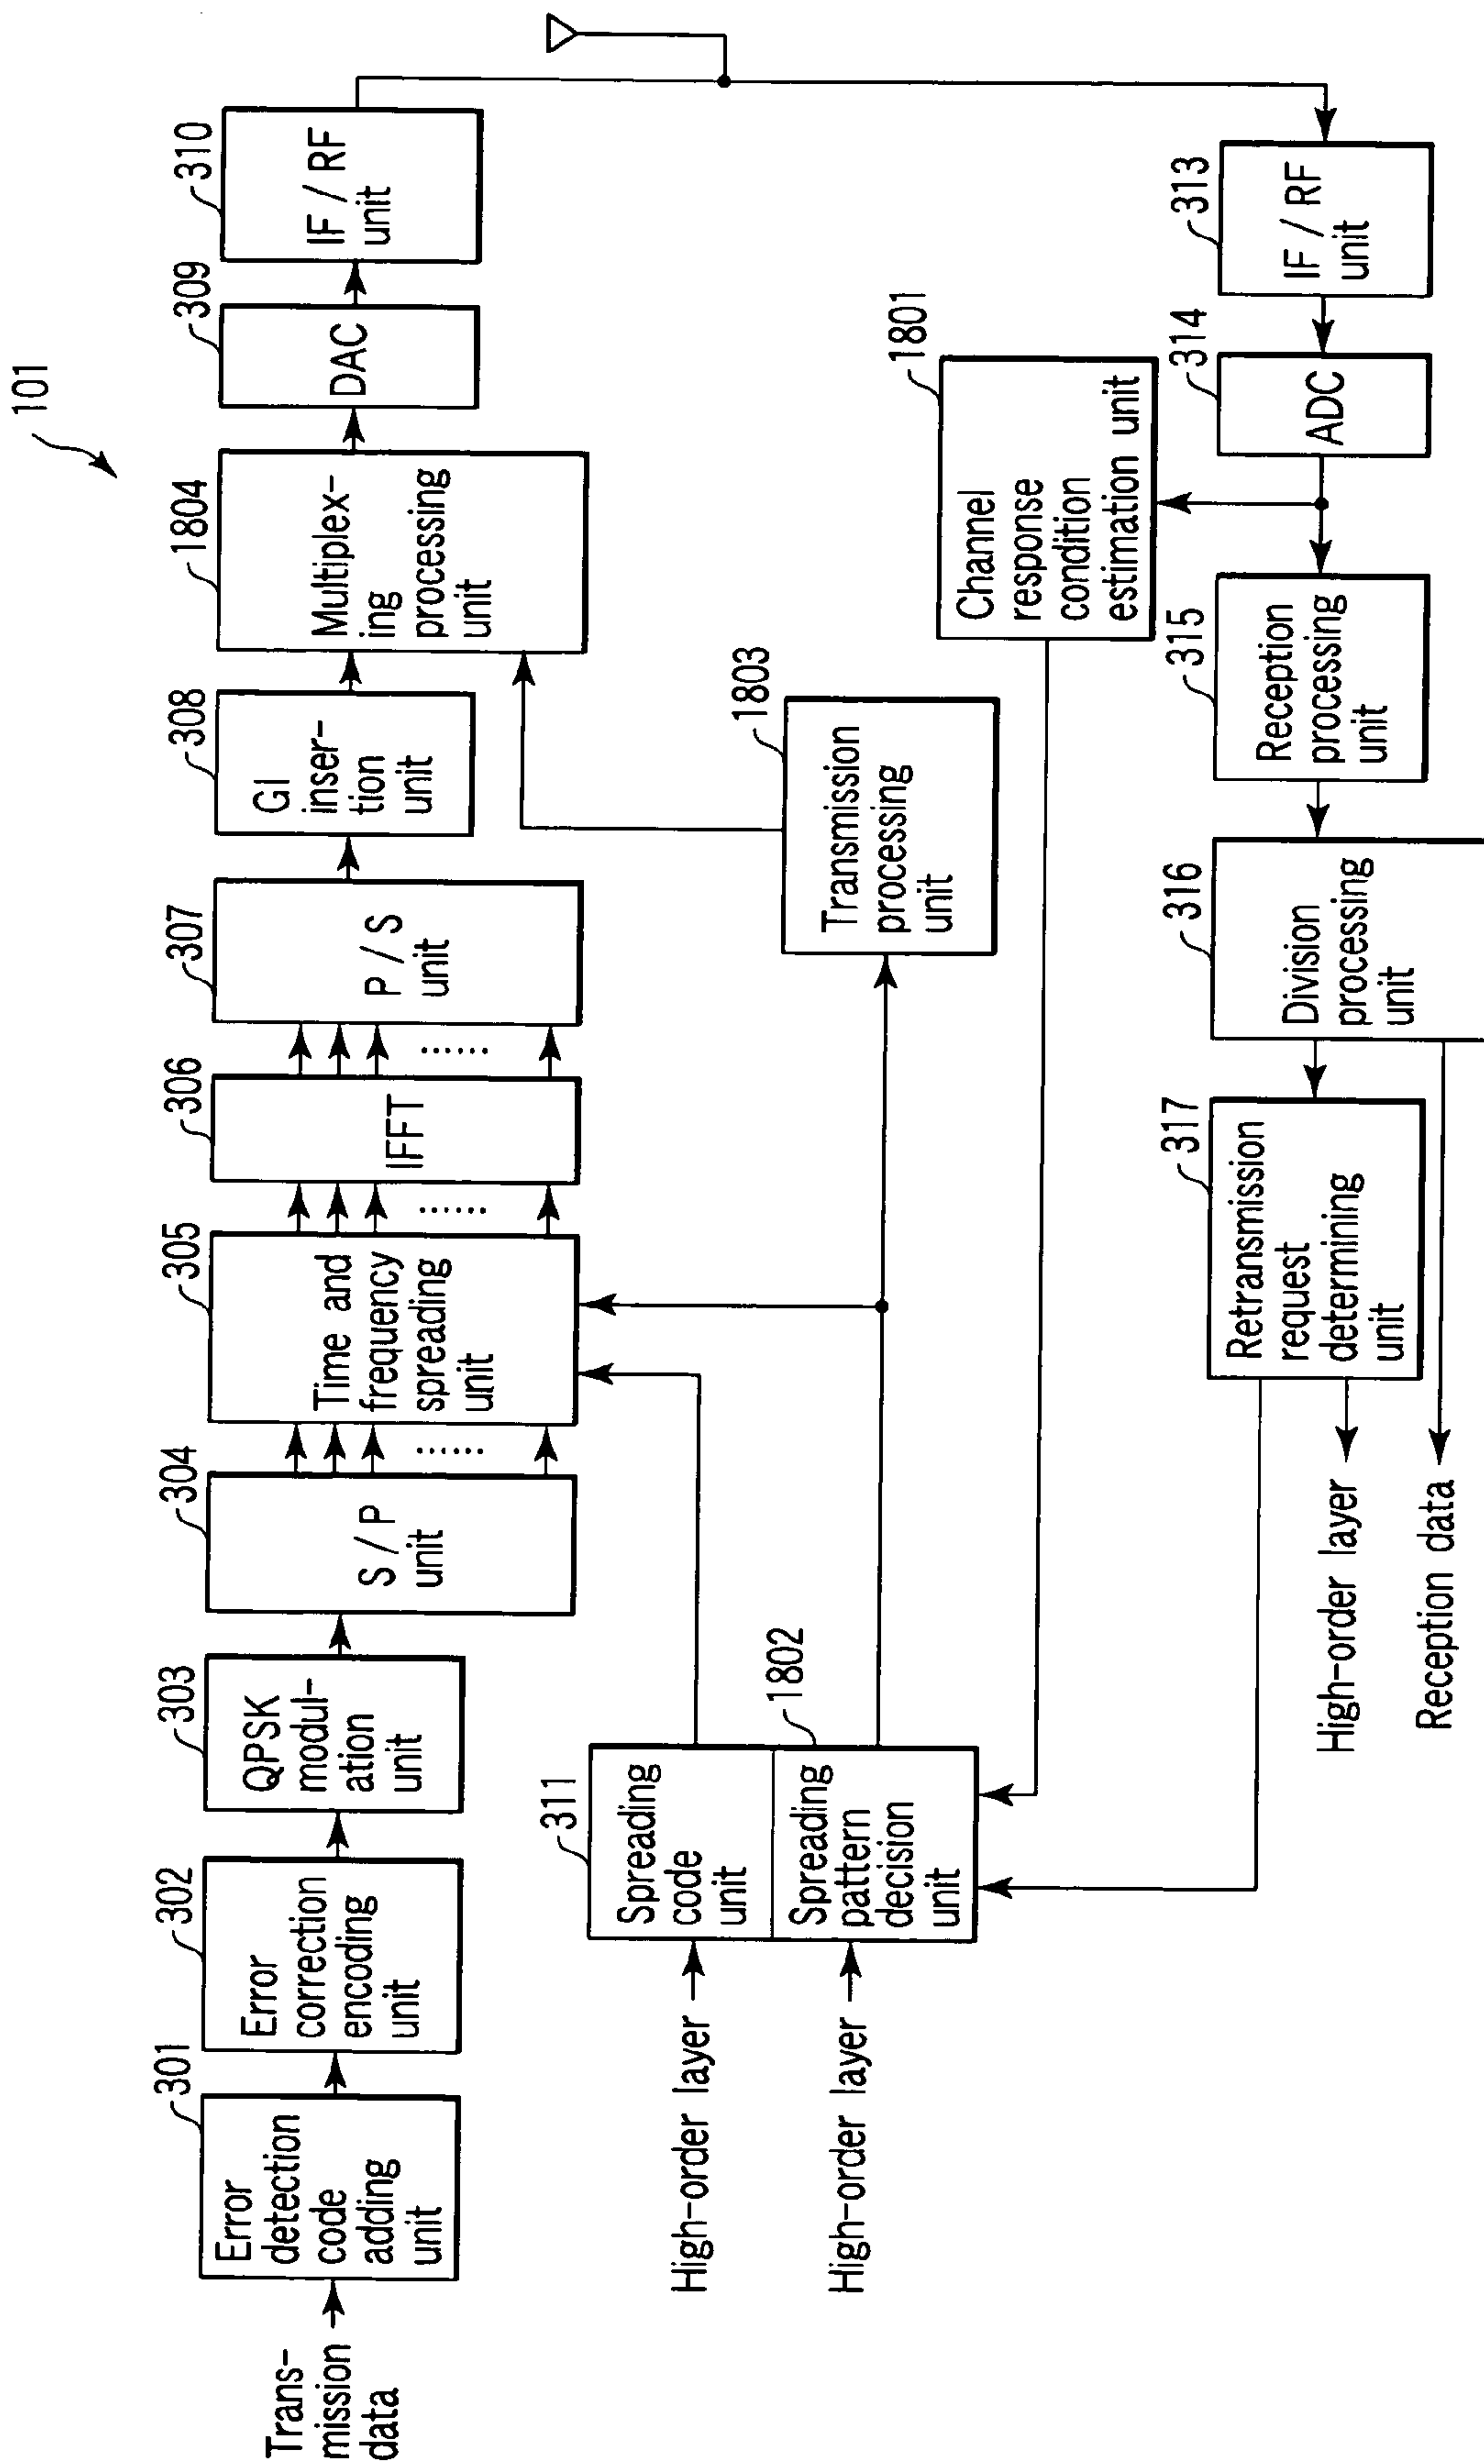 101
301
Error
detection
code
adding
unit
302
Error
correction
encoding
unit
303
QPSK
modul-
ation
unit
304
S / P
unit
305
Time and
frequency
spreading
unit
306
IFFT
307
P / S
unit
308
GI
inser-
tion
unit
1804
Multiplex-
ing
processing
unit
309
DAC
310
IF / RF
unit
Trans-
mission
data
311
Spreading
code
unit
1802
Spreading
pattern
decision
unit
High-order layer
High-order layer
1803
Transmission
processing
unit
1801
Channel
response
condition
estimation unit
317
Retransmission
request
determining
unit
316
Division
processing
unit
315
Reception
processing
unit
314
ADC
313
IF / RF
unit
High-order layer
Reception data